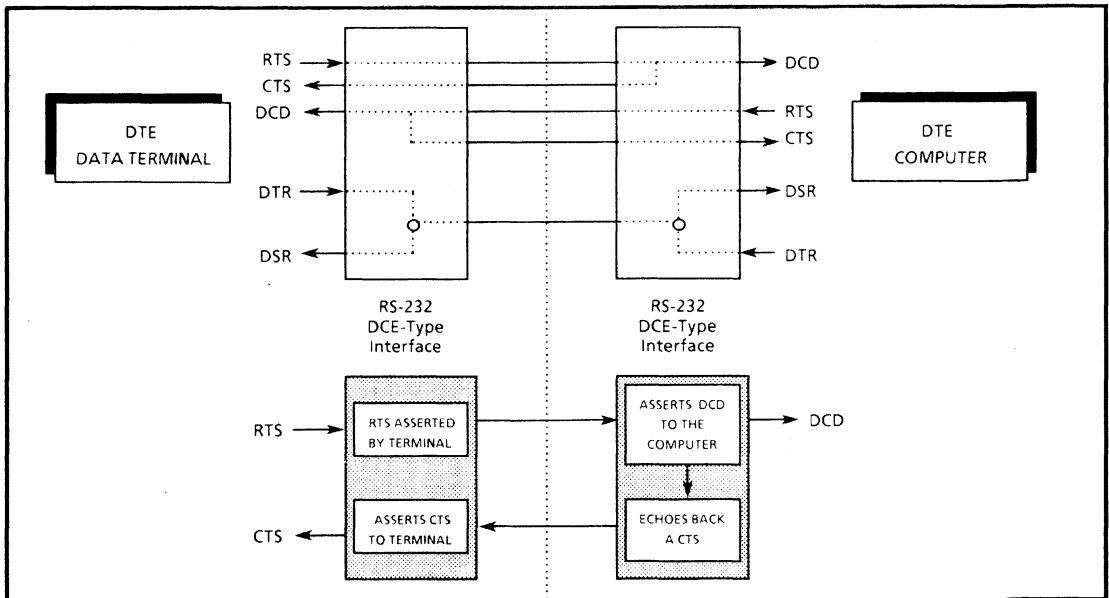 RTS
CTS
DCD
DTR
DSR
DTE
DATA TERMINAL
DCD
RTS
CTS
DSR
DTR
DTE
COMPUTER
RS-232
DCE-Type
Interface
RS-232
DCE-Type
Interface
RTS
RTS ASSERTED
BY TERMINAL
ASSERTS DCD
TO THE
COMPUTER
DCD
CTS
ASSERTS CTS
TO TERMINAL
ECHOES BACK
A CTS